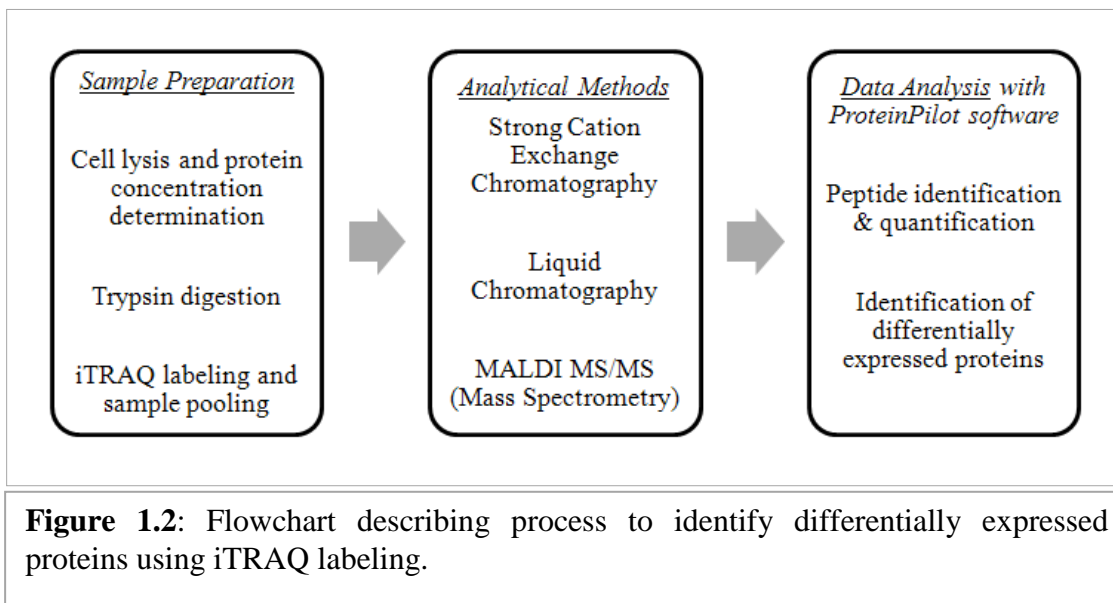 Sample Preparation
Cell lysis and protein
concentration
determination
Trypsin digestion
iTRAQ labeling and
sample pooling
Analytical Methods
Strong Cation
Exchange
Chromatography
Liquid
Chromatography
MALDI MS/MS
(Mass Spectrometry)
Data Analysis with
ProteinPilot software
Peptide identification
& quantification
Identification of
differentially
expressed proteins
Figure 1.2: Flowchart describing process to identify differentially expressed
proteins using iTRAQ labeling.